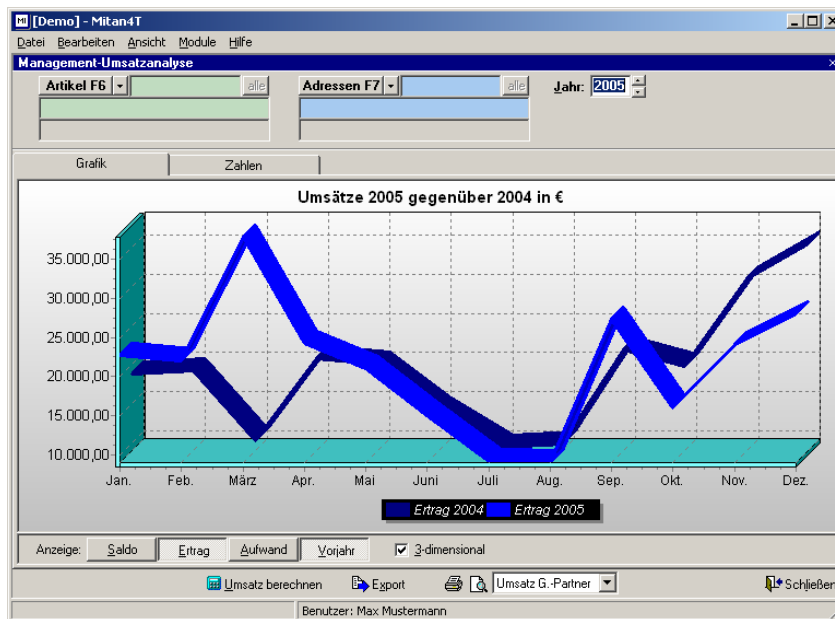 [Demo] - Mitan4T
Datei Bearbeiten Ansicht Module Hilfe
Management-Umsatzanalyse
Artikel F6 alle Adressen F7 alle Jahr: 2005
Grafik Zahlen
Umsätze 2005 gegenüber 2004 in €
35.000,00
30.000,00
25.000,00
20.000,00
15.000,00
10.000,00
Jan. Feb. März Apr. Mai Juni Juli Aug. Sep. Okt. Nov. Dez.
Ertrag 2004 Ertrag 2005
Anzeige: Saldo Ertrag Aufwand Vorjahr 3-dimensional
Umsatz berechnen Export Umsatz G.-Partner Schließen
Benutzer: Max Mustermann